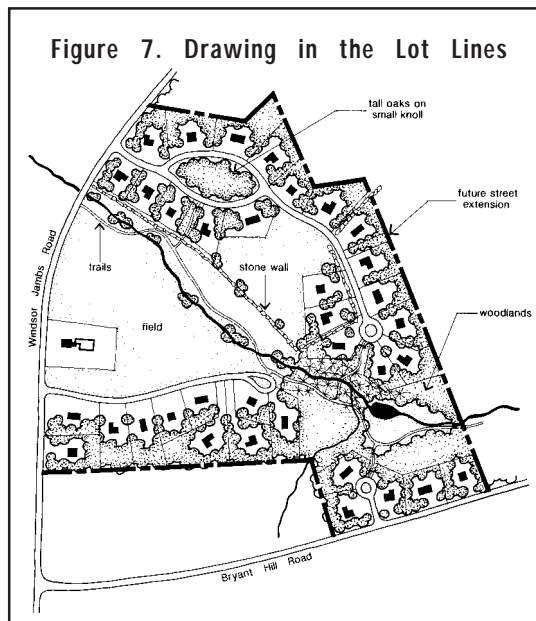 Figure 7. Drawing in the Lot Lines
tall oaks on
small knoll
future street
extension
trails
stone wall
woodlands
field
Windsor Jambs Road
Bryant Hill Road